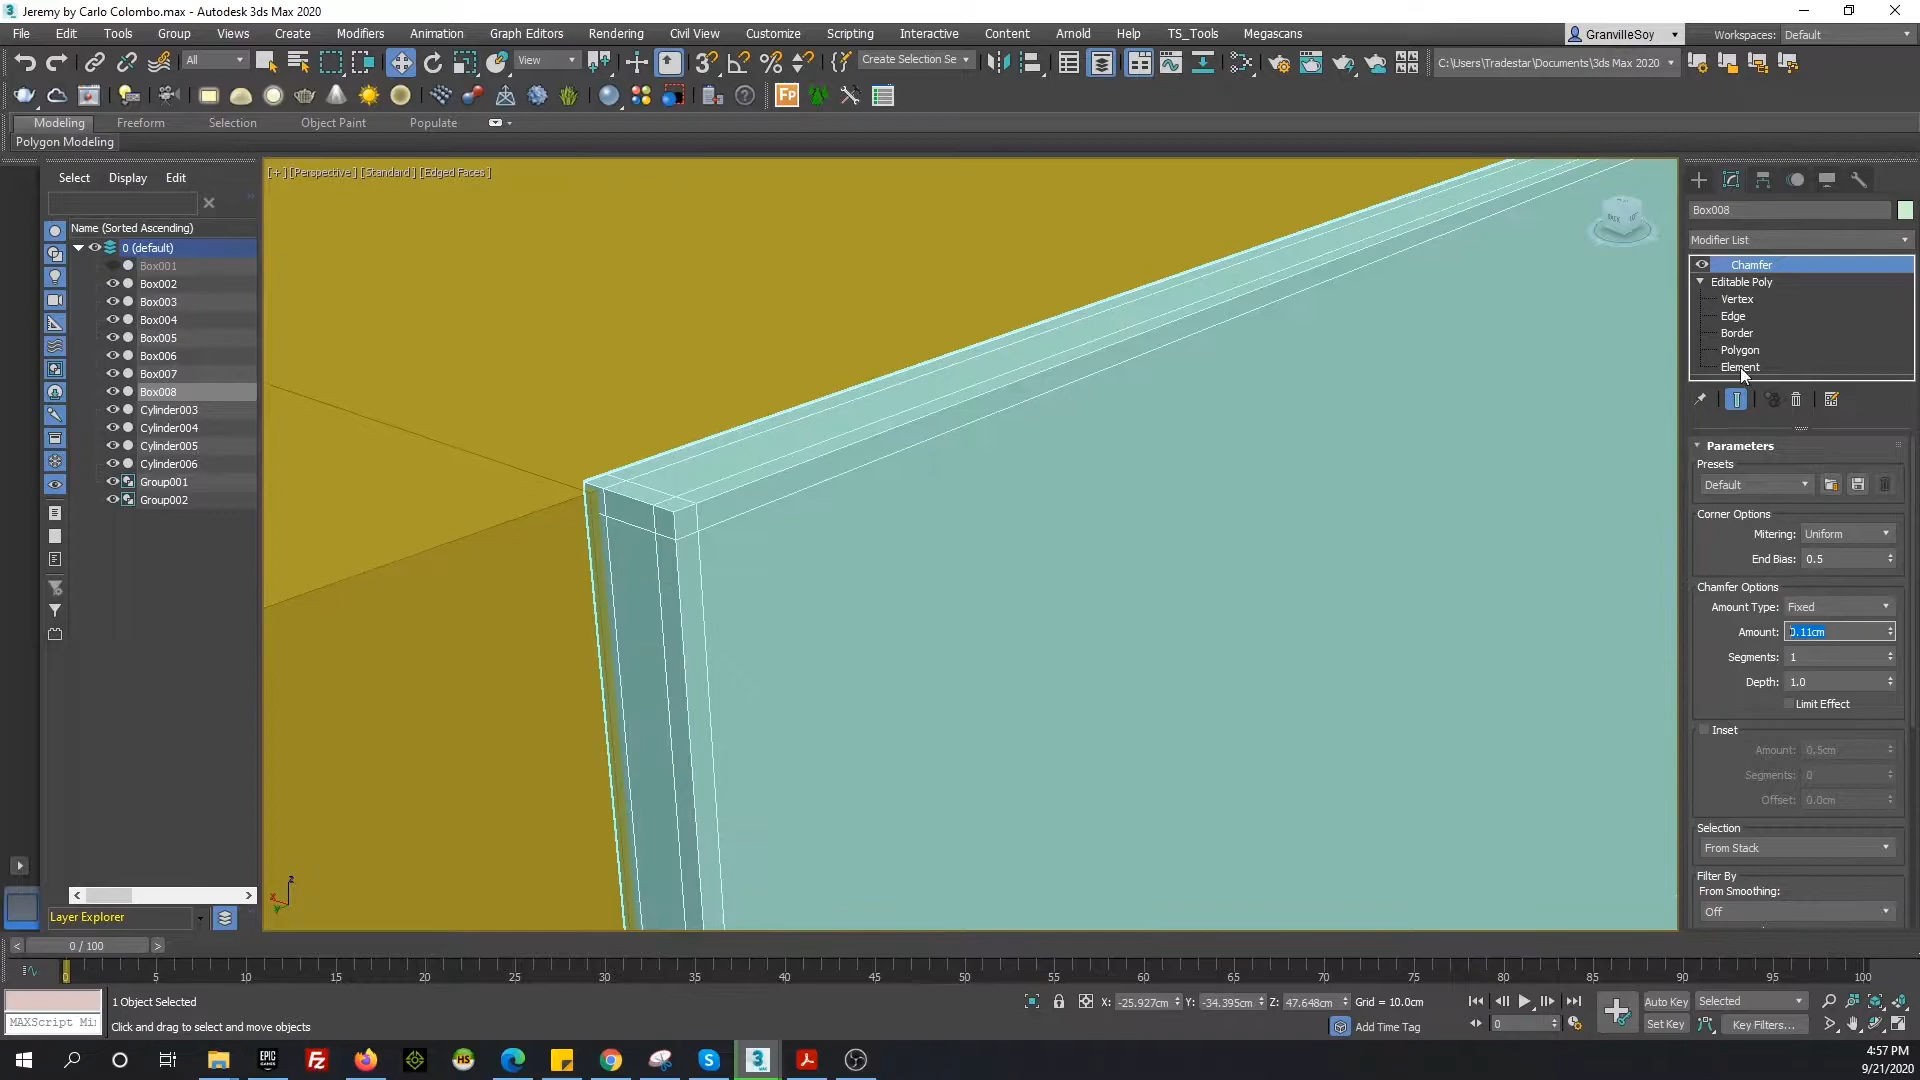 Jeremy by Carlo Colombo.max - Autodesk 3ds Max 2020
File Edit Tools Group Views Create Modifiers Animation Graph Editors Rendering Civil View Customize Scripting Interactive Content Arnold Help TS_Tools Megascans GranvilleSoy Workspaces: Default
All View Create Selection Se C:\Users\Tradestar\Documents\3ds Max 2020
Modeling Freeform Selection Object Paint Populate
Polygon Modeling
Select Display Edit
Name (Sorted Ascending)
0 (default)
Box001
Box002
Box003
Box004
Box005
Box006
Box007
Box008
Cylinder003
Cylinder004
Cylinder005
Cylinder006
Group001
Group002
Layer Explorer
[+] [Perspective] [Standard] [Edged Faces]
Box008
Modifier List
Chamfer
Editable Poly
Vertex
Edge
Border
Polygon
Element
Parameters
Presets
Default
Corner Options
Mitering: Uniform
End Bias: 0.5
Chamfer Options
Amount Type: Fixed
Amount: 0.11cm
Segments: 1
Depth: 1.0
Limit Effect
Inset
Amount: 0.5cm
Segments: 0
Offset: 0.0cm
Selection
From Stack
Filter By
From Smoothing:
Off
< 0 / 100 >
0 5 10 15 20 25 30 35 40 45 50 55 60 65 70 75 80 85 90 95 100
1 Object Selected X: -25.927cm Y: -34.395cm Z: 47.648cm Grid = 10.0cm Auto Key Selected
MAXScript Mi Click and drag to select and move objects Add Time Tag 0 Set Key Key Filters...
4:57 PM
9/21/2020